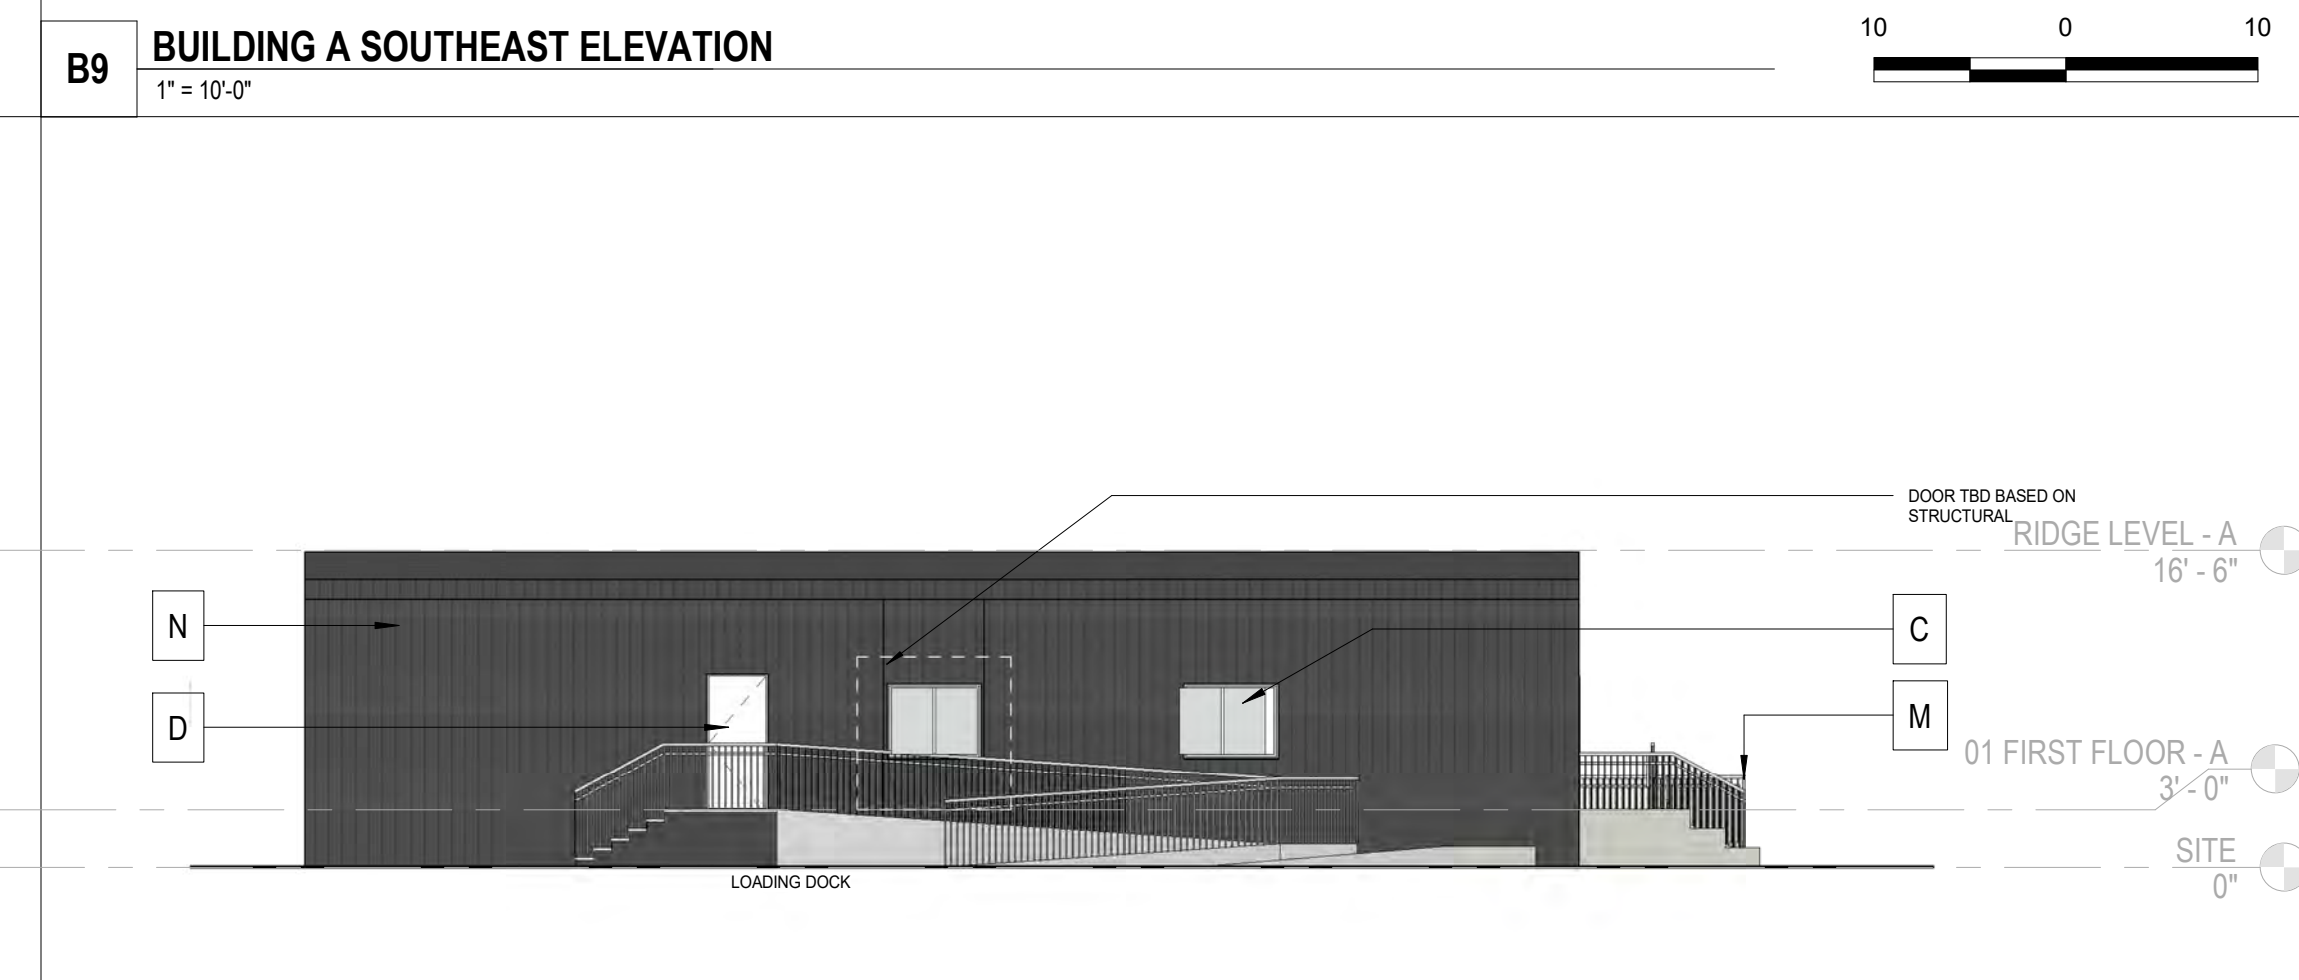 B9
BUILDING A SOUTHEAST ELEVATION
1" = 10'-0"
10 0 10
DOOR TBD BASED ON
STRUCTURAL
RIDGE LEVEL - A
16' - 6"
N
C
D
M
01 FIRST FLOOR - A
3' - 0"
SITE
0"
LOADING DOCK